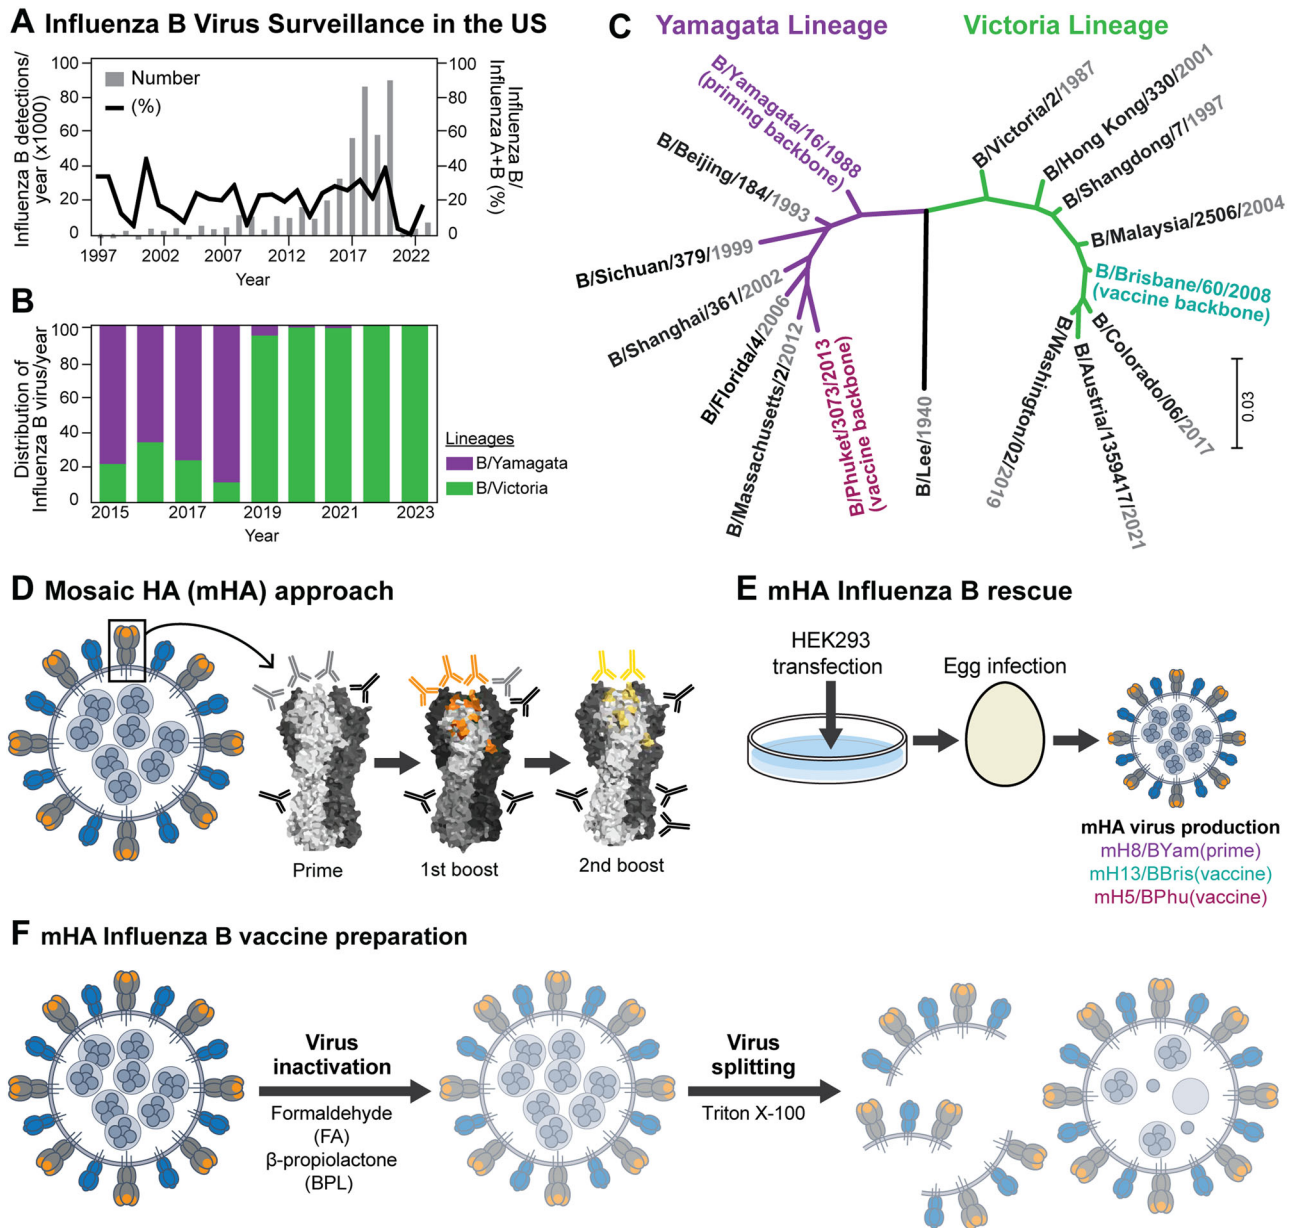 A Influenza B Virus Surveillance in the US
Influenza B detections/
year (x1000)
100
80
60
40
20
0
Number
(%)
100
80
60
40
20
0
Influenza B/
Influenza A+B (%)
1997 2002 2007 2012 2017 2022
Year
B
Distribution of
Influenza B virus/year
100
80
60
40
20
0
2015 2017 2019 2021 2023
Year
Lineages
B/Yamagata
B/Victoria
C
Yamagata Lineage
Victoria Lineage
B/Yamagata/16/1988
(priming backbone)
B/Beijing/184/1993
B/Sichuan/379/1999
B/Shanghai/361/2002
B/Florida/4/2006
B/Massachusetts/2/2012
B/Phuket/3073/2013
(vaccine backbone)
B/Lee/1940
B/Victoria/2/1987
B/Hong Kong/330/2001
B/Shangdong/7/1997
B/Malaysia/2506/2004
B/Brisbane/60/2008
(vaccine backbone)
B/Colorado/06/2017
B/Austria/1359417/2021
B/Washington/02/2019
0.03
D Mosaic HA (mHA) approach
Prime
1st boost
2nd boost
E mHA Influenza B rescue
HEK293
transfection
Egg infection
mHA virus production
mH8/BYam(prime)
mH13/BBris(vaccine)
mH5/BPhu(vaccine)
F mHA Influenza B vaccine preparation
Virus
inactivation
Formaldehyde
(FA)
β-propiolactone
(BPL)
Virus
splitting
Triton X-100